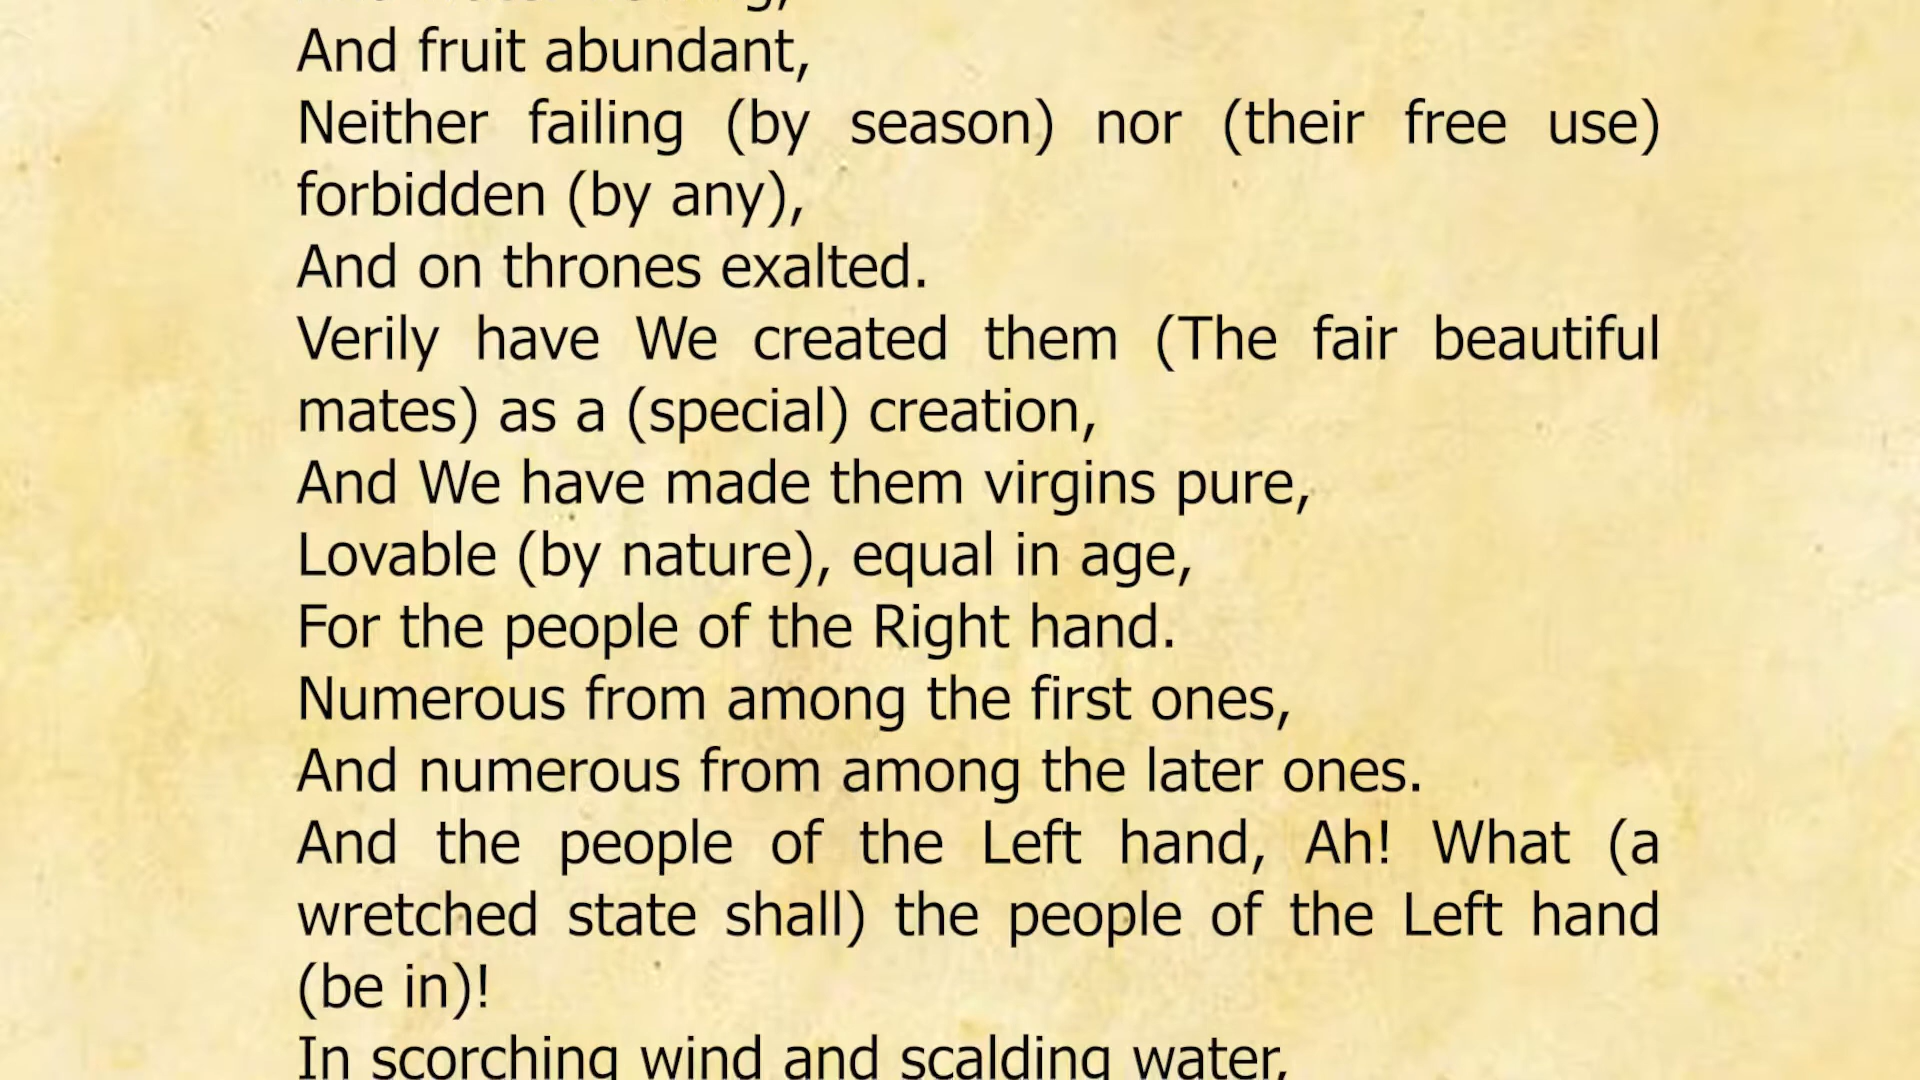 And fruit abundant,
Neither failing (by season) nor (their free use)
forbidden (by any),
And on thrones exalted.
Verily have We created them (The fair beautiful
mates) as a (special) creation,
And We have made them virgins pure,
Lovable (by nature), equal in age,
For the people of the Right hand.
Numerous from among the first ones,
And numerous from among the later ones.
And the people of the Left hand, Ah! What (a
wretched state shall) the people of the Left hand
(be in)!
In scorching wind and scalding water,